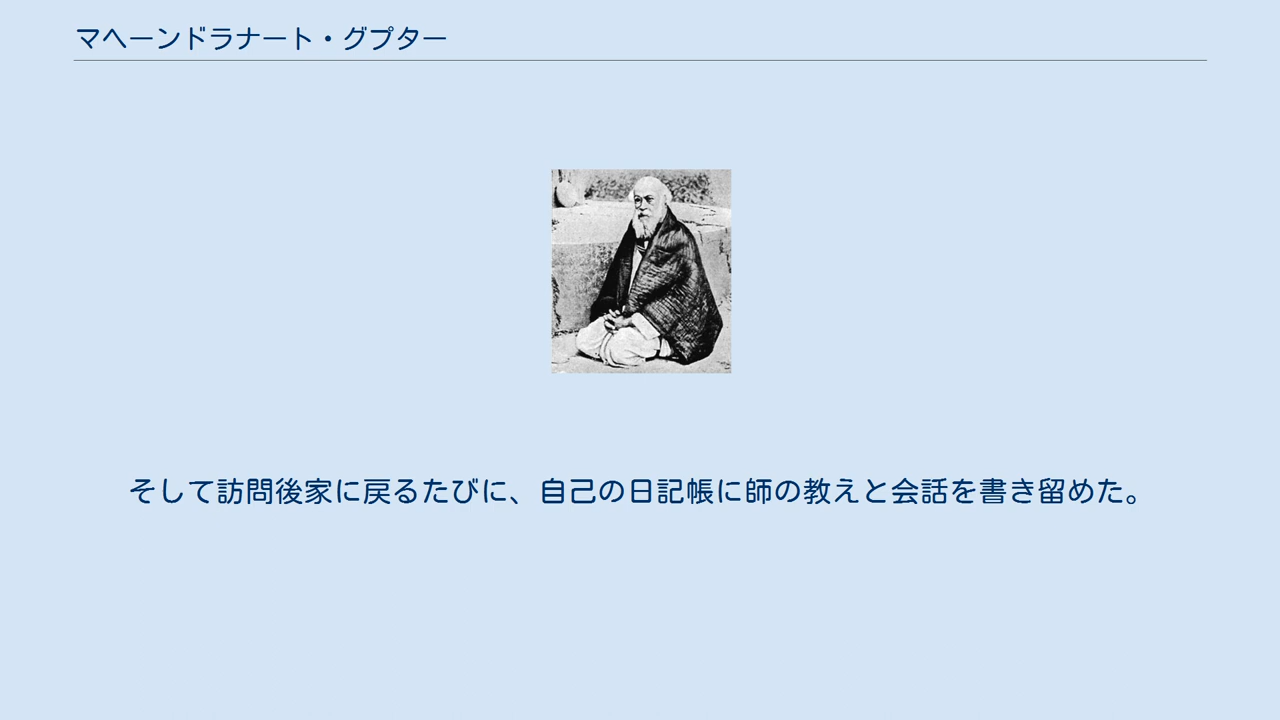 マヘーンドラナート・グプター
そして訪問後家に戻るたびに、自己の日記帳に師の教えと会話を書き留めた。